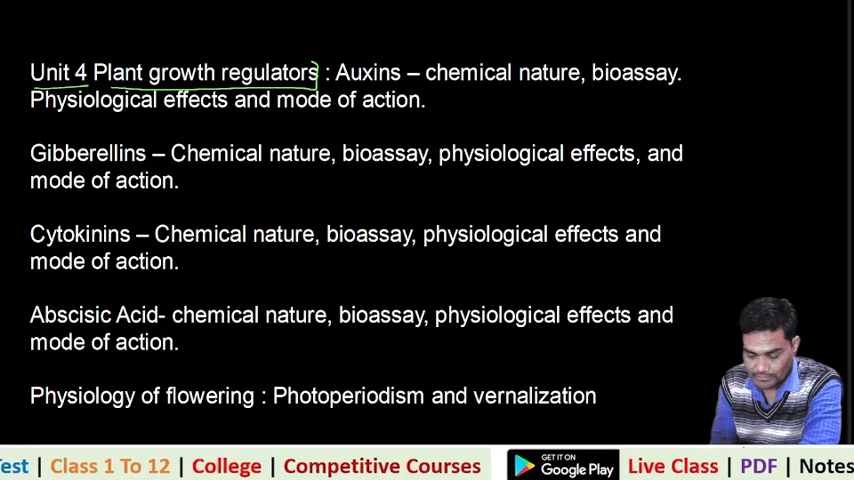 Unit 4 Plant growth regulators : Auxins – chemical nature, bioassay.
Physiological effects and mode of action.
Gibberellins – Chemical nature, bioassay, physiological effects, and
mode of action.
Cytokinins – Chemical nature, bioassay, physiological effects and
mode of action.
Abscisic Acid- chemical nature, bioassay, physiological effects and
mode of action.
Physiology of flowering : Photoperiodism and vernalization
Test | Class 1 To 12 | College | Competitive Courses GET IT ON Google Play Live Class | PDF | Notes